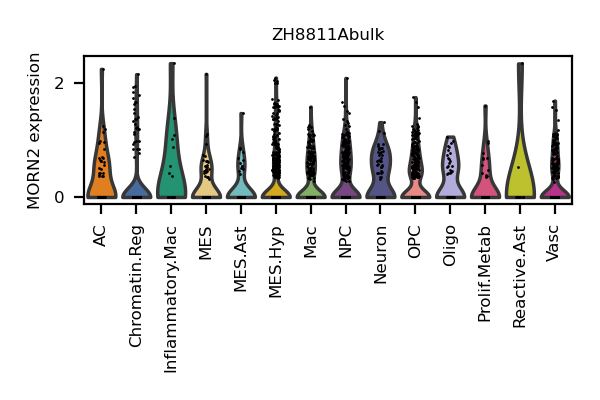 ZH8811Abulk
MORN2 expression
2
0
AC
Chromatin.Reg
Inflammatory.Mac
MES
MES.Ast
MES.Hyp
Mac
NPC
Neuron
OPC
Oligo
Prolif.Metab
Reactive.Ast
Vasc